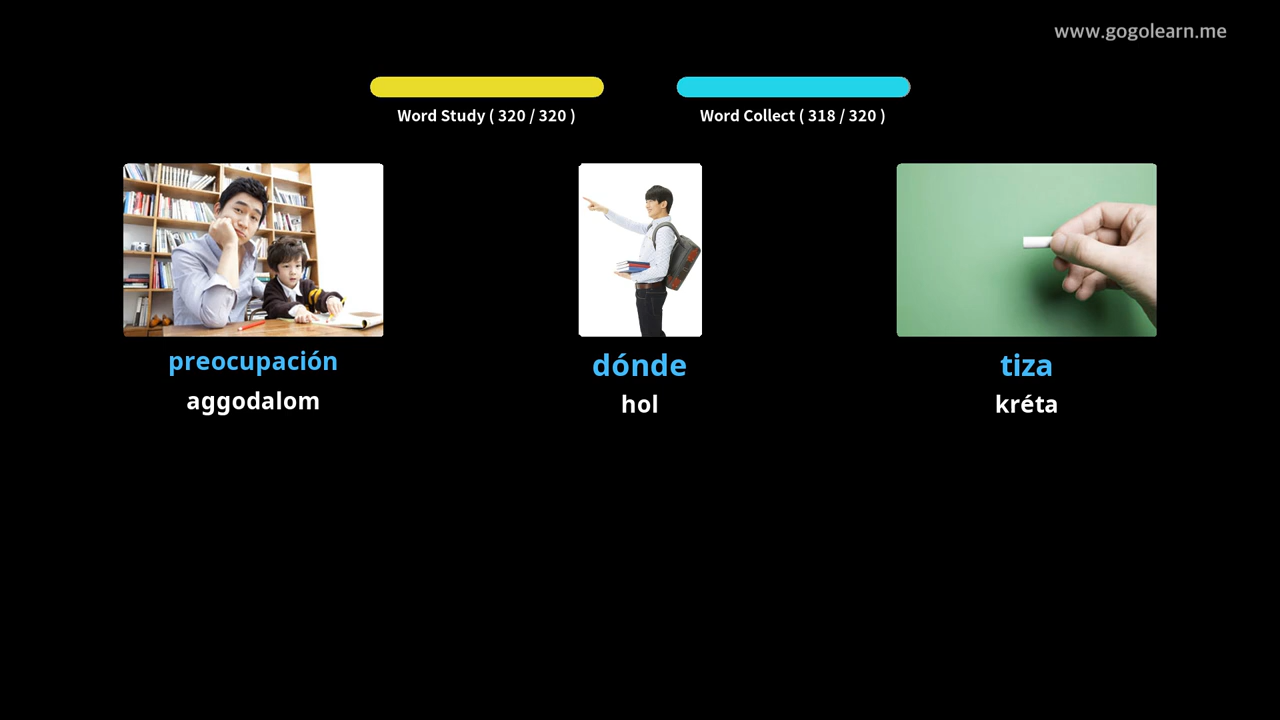 www.gogolearn.me
Word Study ( 320 / 320 )
Word Collect ( 318 / 320 )
preocupación
aggodalom
dónde
hol
tiza
kréta